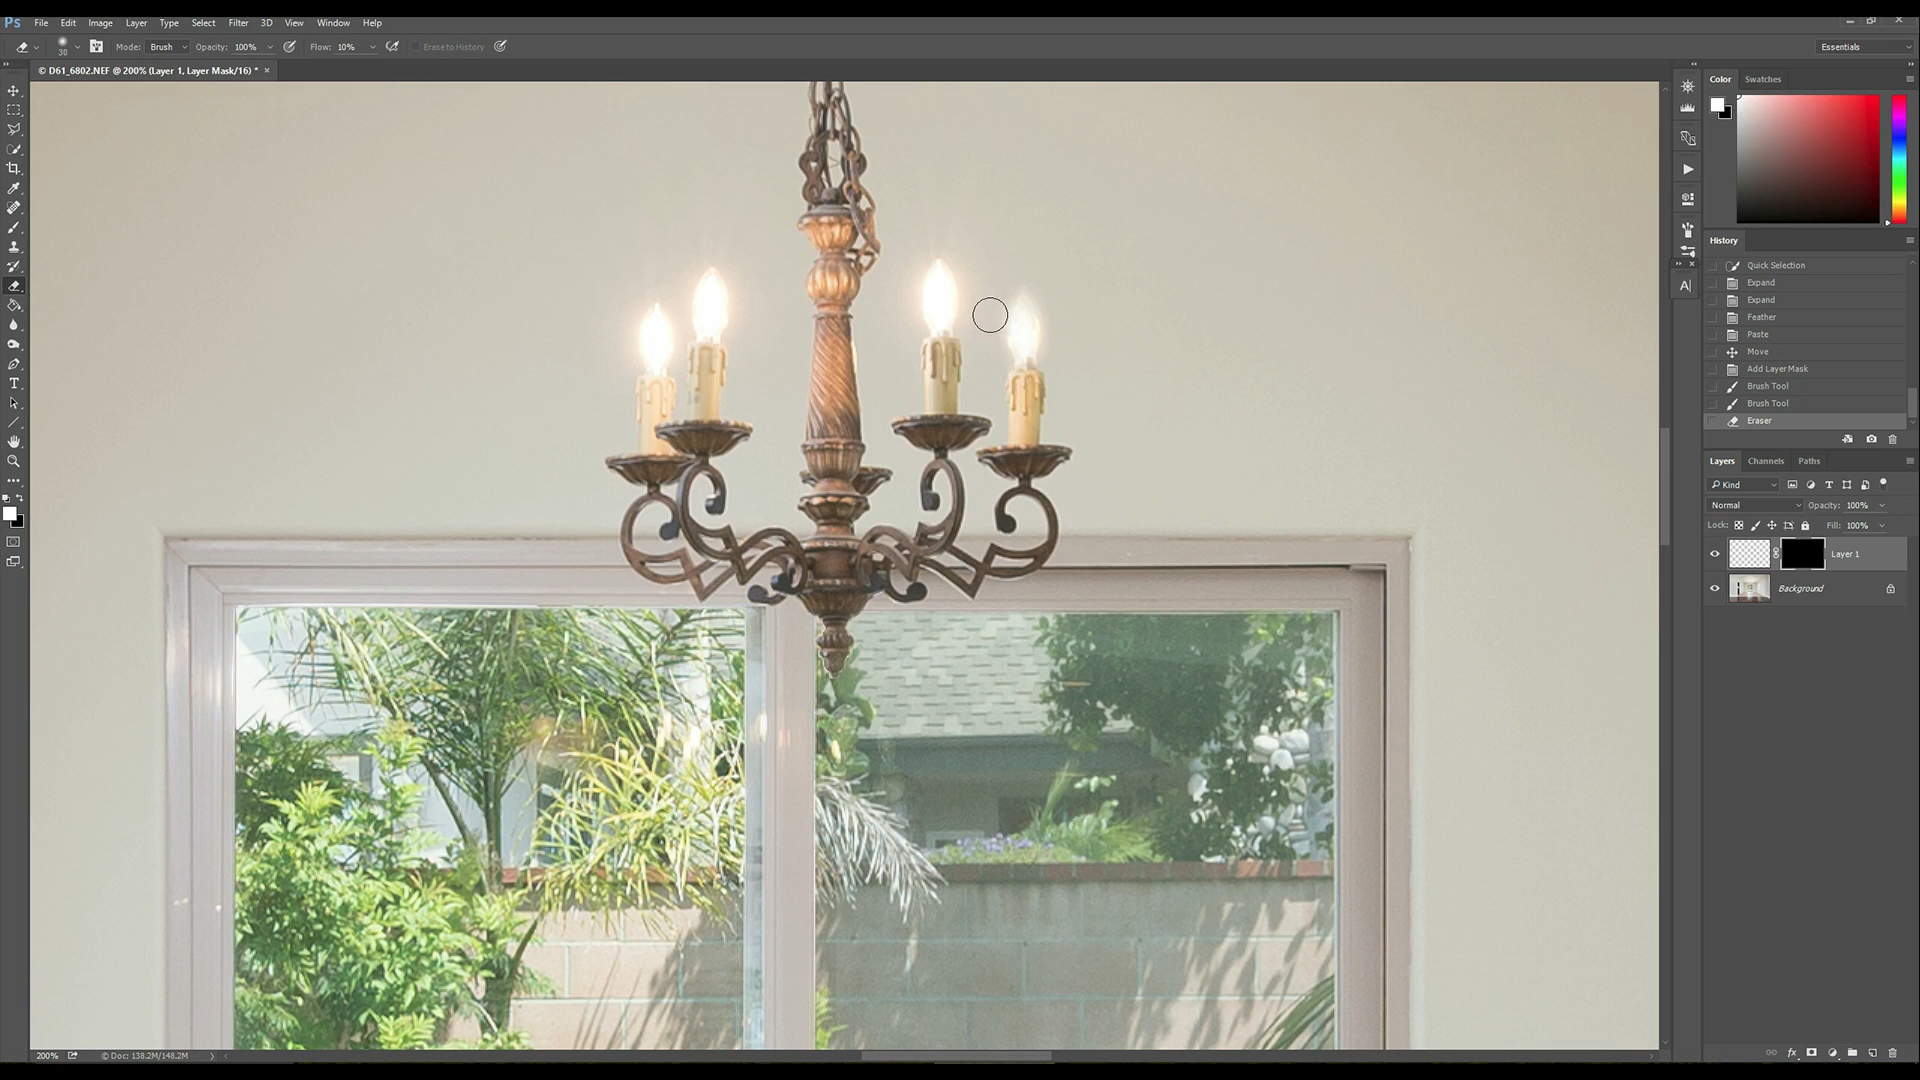 Ps File Edit Image Layer Type Select Filter 3D View Window Help
30 Mode: Brush Opacity: 100% Flow: 10% Erase to History Essentials
© D61_6802.NEF @ 200% (Layer 1, Layer Mask/16) * ×
Color Swatches
History
Quick Selection
Expand
Expand
Feather
Paste
Move
Add Layer Mask
Brush Tool
Brush Tool
Eraser
A|
Layers Channels Paths
Kind
Normal Opacity: 100%
Lock: Fill: 100%
Layer 1
Background
200% © Doc: 138.2M/148.2M
fx